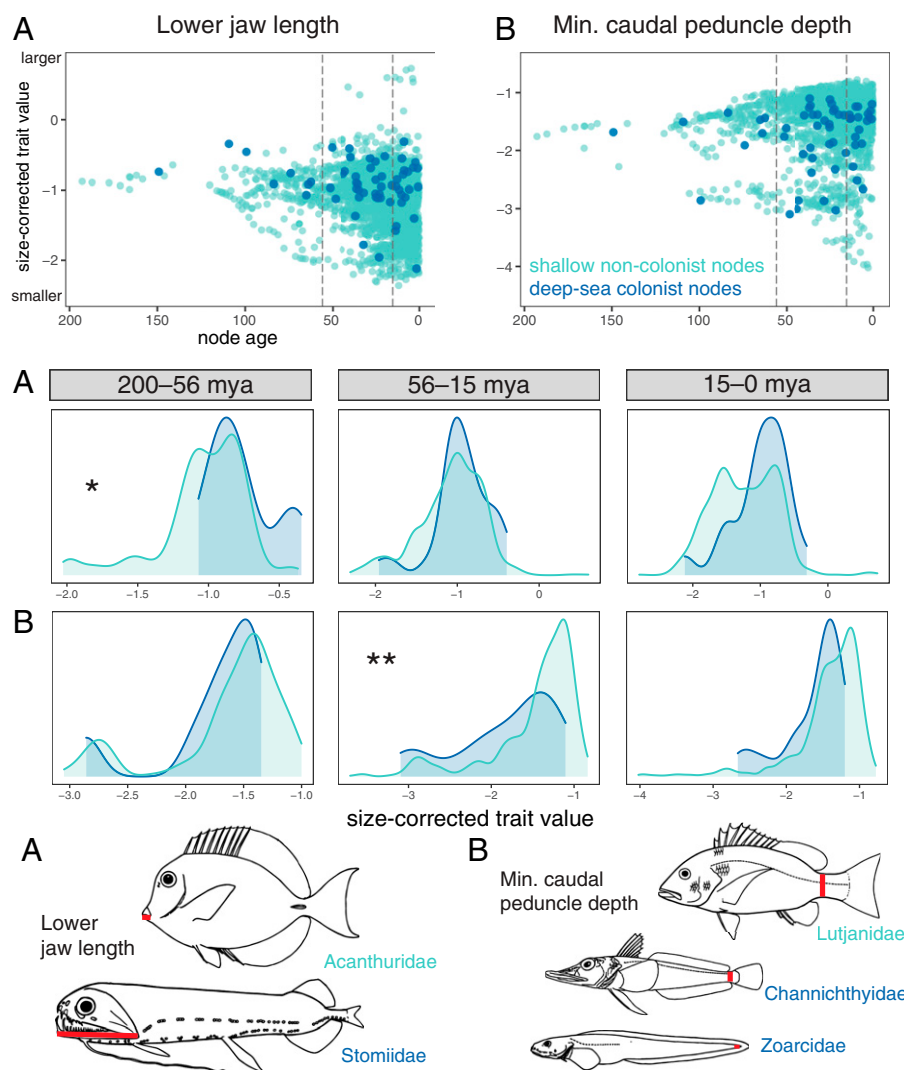 A Lower jaw length
B Min. caudal peduncle depth
size-corrected trait value
larger
0
−1
−2
smaller
200 150 100 50 0
node age
−1
−2
−3
−4
shallow non-colonist nodes
deep-sea colonist nodes
200 150 100 50 0
A
200–56 mya
56–15 mya
15–0 mya
*
−2.0 −1.5 −1.0 −0.5
−2 −1 0
−2 −1 0
B
**
−3.0 −2.5 −2.0 −1.5 −1.0
−3 −2 −1
−4 −3 −2 −1
size-corrected trait value
A
Lower jaw
length
Acanthuridae
Stomiidae
B
Min. caudal
peduncle depth
Lutjanidae
Channichthyidae
Zoarcidae